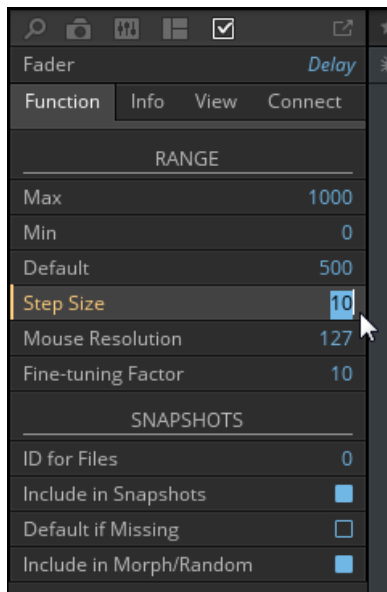 Fader Delay
Function Info View Connect
RANGE
Max 1000
Min 0
Default 500
Step Size 10
Mouse Resolution 127
Fine-tuning Factor 10
SNAPSHOTS
ID for Files 0
Include in Snapshots
Default if Missing
Include in Morph/Random